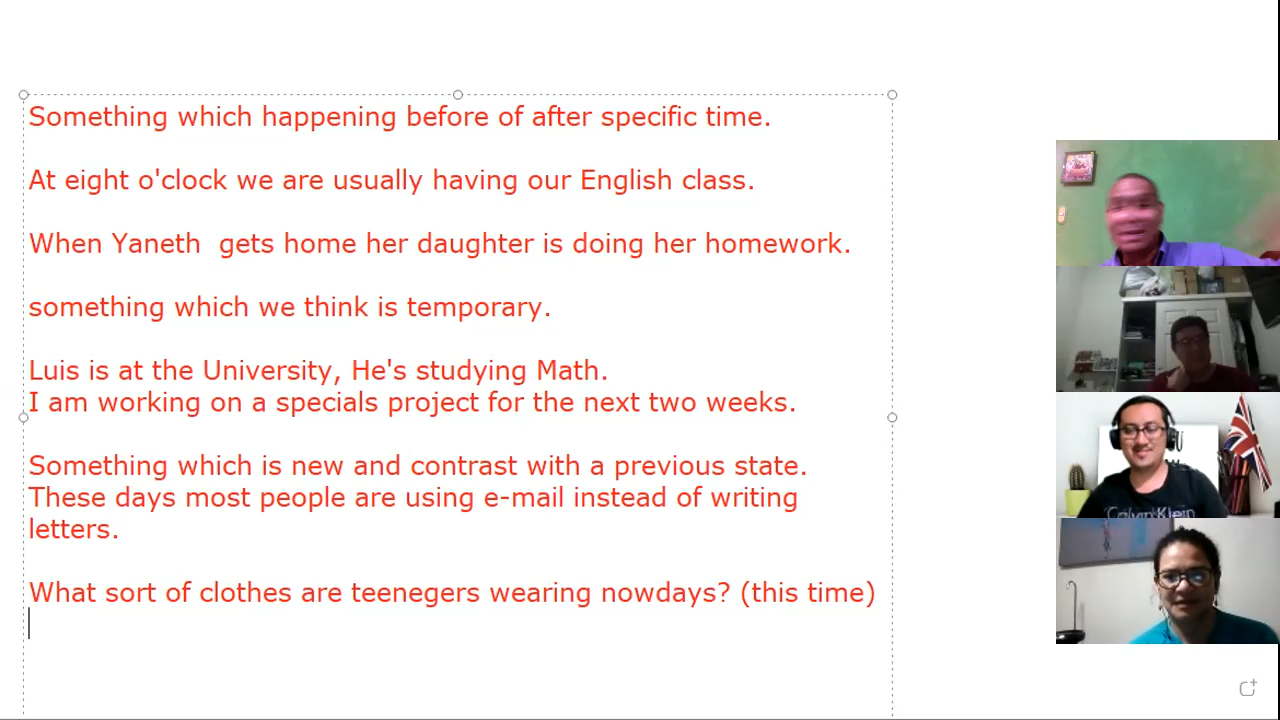 Something which happening before of after specific time.
At eight o'clock we are usually having our English class.
When Yaneth  gets home her daughter is doing her homework.
something which we think is temporary.
Luis is at the University, He's studying Math.
I am working on a specials project for the next two weeks.
Something which is new and contrast with a previous state.
These days most people are using e-mail instead of writing
letters.
What sort of clothes are teenegers wearing nowdays? (this time)
Calvin Klein